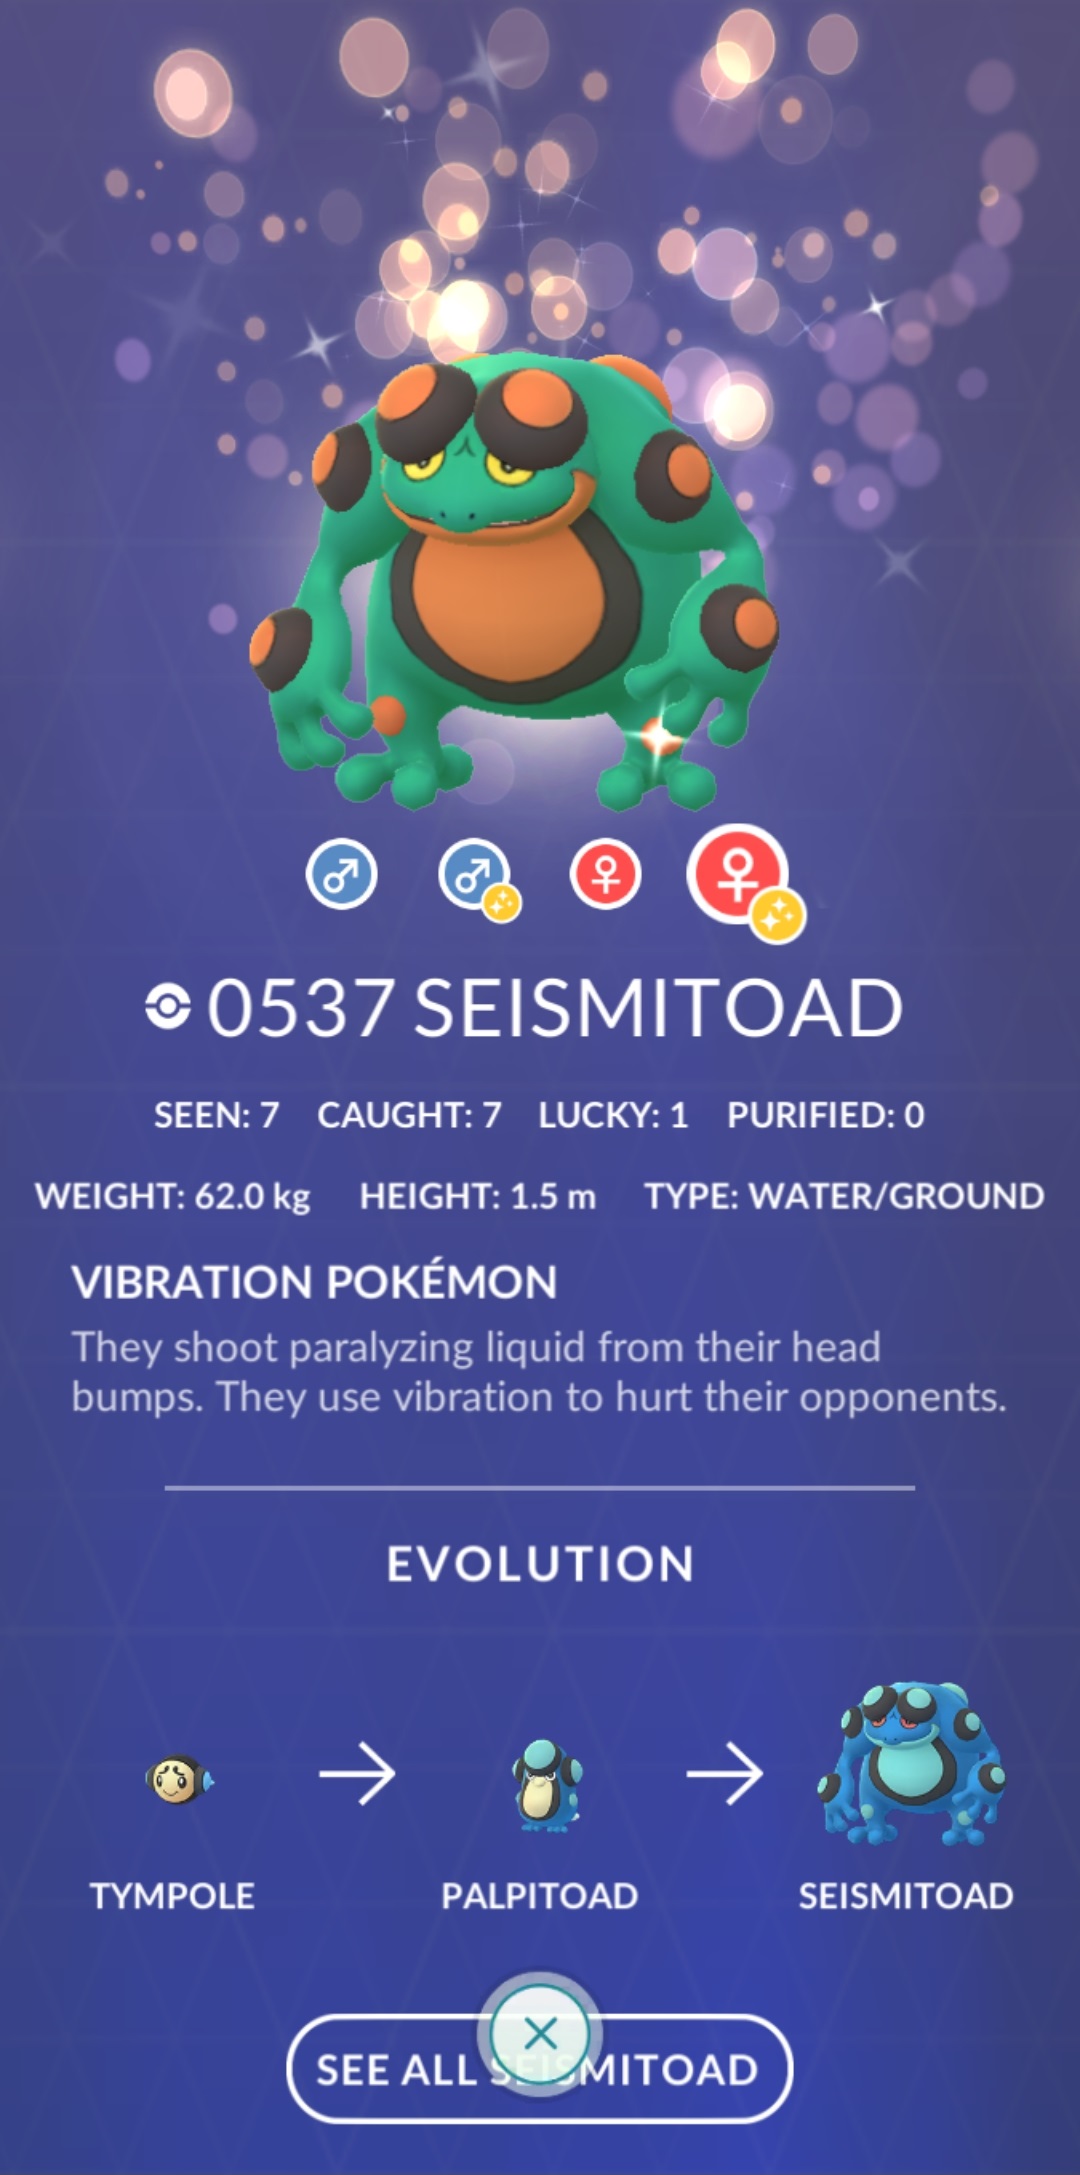 0537 SEISMITOAD
SEEN: 7 CAUGHT: 7 LUCKY: 1 PURIFIED: 0
WEIGHT: 62.0 kg HEIGHT: 1.5 m TYPE: WATER/GROUND
VIBRATION POKÉMON
They shoot paralyzing liquid from their head
bumps. They use vibration to hurt their opponents.
EVOLUTION
TYMPOLE PALPITOAD SEISMITOAD
SEE ALL SEISMITOAD